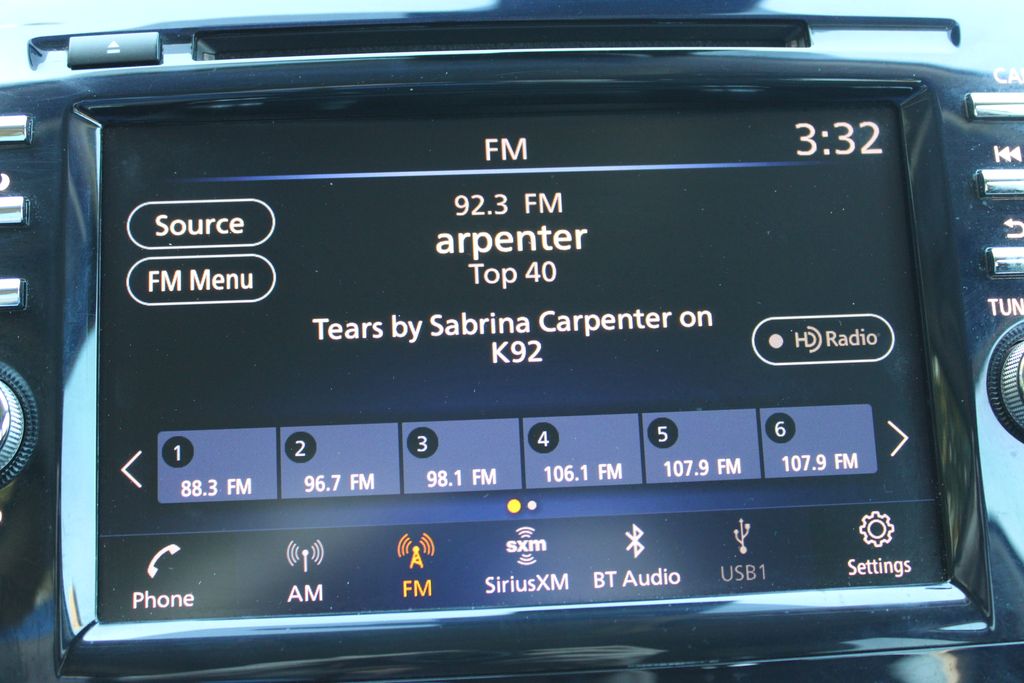 CA
FM
3:32
Source
92.3 FM
arpenter
FM Menu
Top 40
Tears by Sabrina Carpenter on
K92
HD Radio
TUN
1
2
3
4
5
6
88.3 FM
96.7 FM
98.1 FM
106.1 FM
107.9 FM
107.9 FM
Phone
AM
FM
sxm
SiriusXM
BT Audio
USB1
Settings